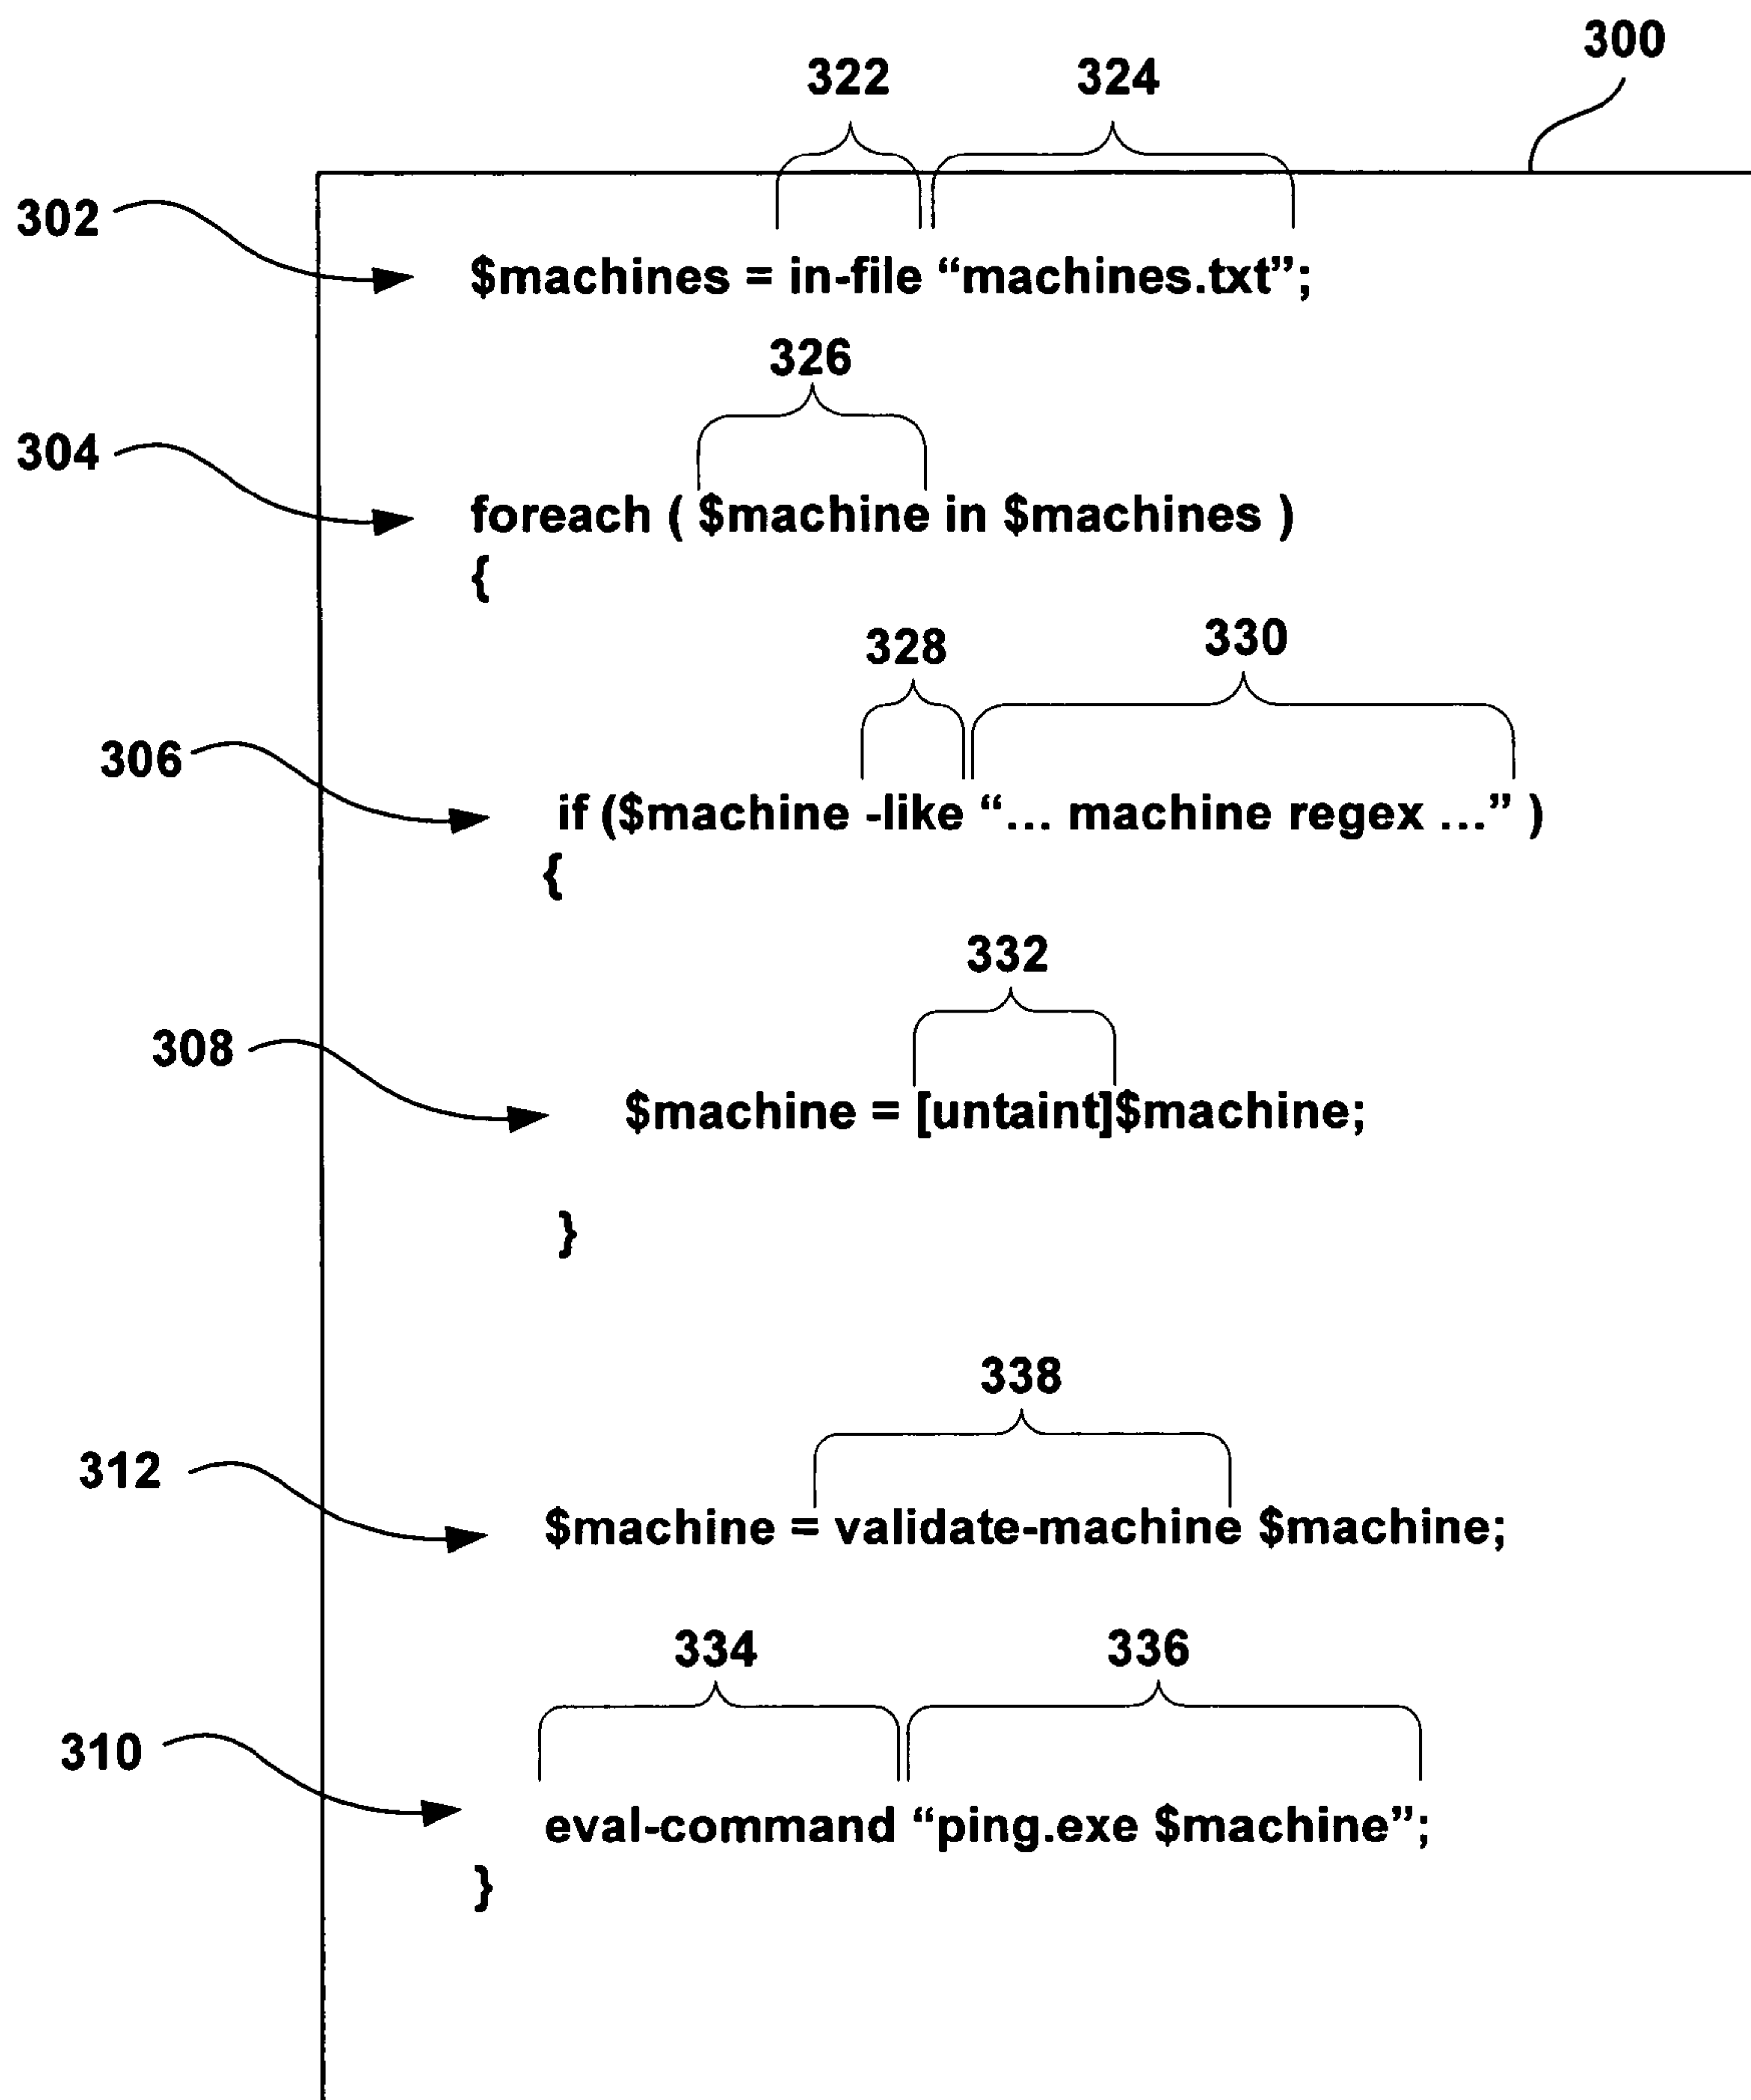 300
322 324
302
$machines = in-file “machines.txt”;
326
304
foreach ( $machine in $machines )
{
328 330
306
if ($machine -like “... machine regex ...” )
{
332
308
$machine = [untaint]$machine;
}
338
312
$machine = validate-machine $machine;
334 336
310
eval-command “ping.exe $machine”;
}